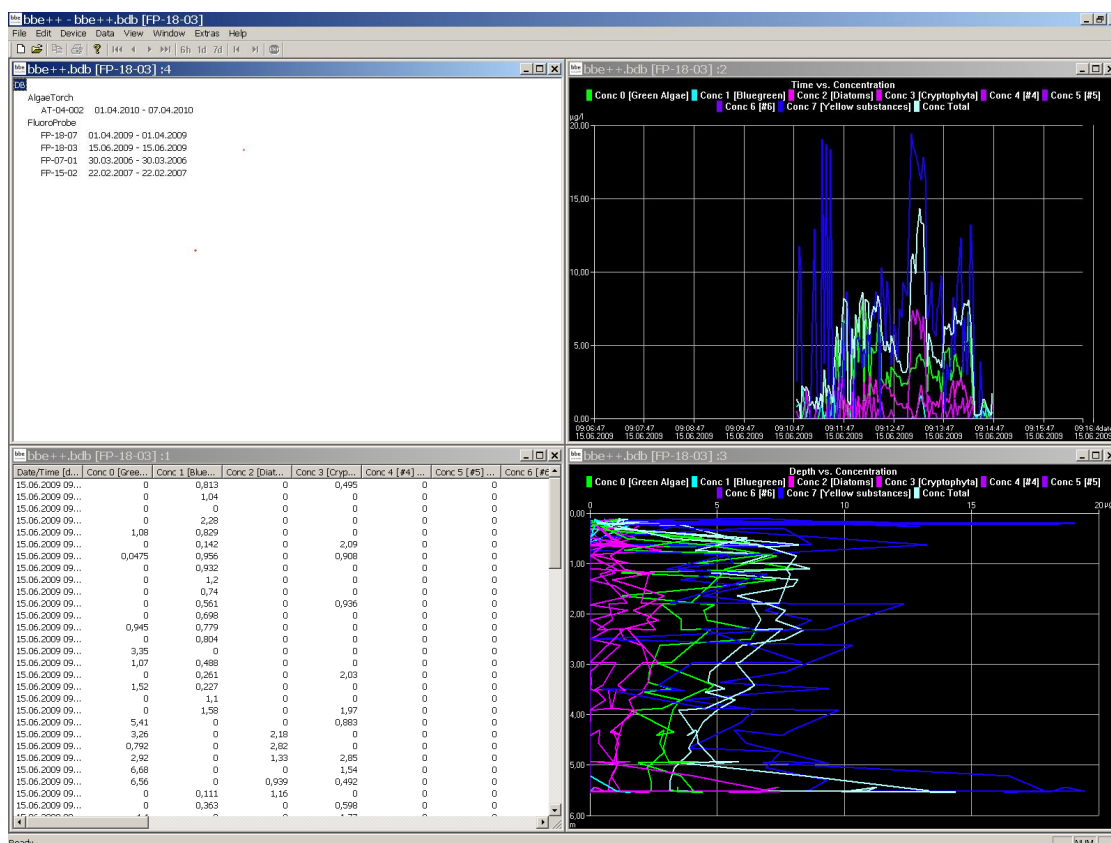 bbe++ - bbe++.bdb [FP-18-03]
File Edit Device Data View Window Extras Help
6h 1d 7d
bbe++.bdb [FP-18-03] :4
DB
AlgaeTorch
AT-04-002 01.04.2010 - 07.04.2010
FluoroProbe
FP-18-07 01.04.2009 - 01.04.2009
FP-18-03 15.06.2009 - 15.06.2009
FP-07-01 30.03.2006 - 30.03.2006
FP-15-02 22.02.2007 - 22.02.2007
bbe++.bdb [FP-18-03] :2
Time vs. Concentration
Conc 0 [Green Algae] Conc 1 [Bluegreen] Conc 2 [Diatoms] Conc 3 [Cryptophyta] Conc 4 [#4] Conc 5 [#5]
Conc 6 [#6] Conc 7 [Yellow substances] Conc Total
µg/l
20,00
15,00
10,00
5,00
0,00
09:06:47 09:07:47 09:08:47 09:09:47 09:10:47 09:11:47 09:12:47 09:13:47 09:14:47 09:15:47 09:16:4date
15.06.2009 15.06.2009 15.06.2009 15.06.2009 15.06.2009 15.06.2009 15.06.2009 15.06.2009 15.06.2009 15.06.2009 15.06.2009
bbe++.bdb [FP-18-03] :1
Date/Time [d... Conc 0 [Gree... Conc 1 [Blue... Conc 2 [Diat... Conc 3 [Cryp... Conc 4 [#4] ... Conc 5 [#5] ... Conc 6 [#6
15.06.2009 09... 0 0,813 0 0,495 0 0
15.06.2009 09... 0 1,04 0 0 0 0
15.06.2009 09... 0 0 0 0 0 0
15.06.2009 09... 0 2,28 0 0 0 0
15.06.2009 09... 1,08 0,829 0 0 0 0
15.06.2009 09... 0 0,142 0 2,09 0 0
15.06.2009 09... 0,0475 0,956 0 0,908 0 0
15.06.2009 09... 0 0,932 0 0 0 0
15.06.2009 09... 0 1,2 0 0 0 0
15.06.2009 09... 0 0,74 0 0 0 0
15.06.2009 09... 0 0,561 0 0,936 0 0
15.06.2009 09... 0 0,698 0 0 0 0
15.06.2009 09... 0,945 0,779 0 0 0 0
15.06.2009 09... 0 0,804 0 0 0 0
15.06.2009 09... 3,35 0 0 0 0 0
15.06.2009 09... 1,07 0,488 0 0 0 0
15.06.2009 09... 0 0,261 0 2,03 0 0
15.06.2009 09... 1,52 0,227 0 0 0 0
15.06.2009 09... 0 1,1 0 0 0 0
15.06.2009 09... 0 1,58 0 1,97 0 0
15.06.2009 09... 5,41 0 0 0,883 0 0
15.06.2009 09... 3,26 0 2,18 0 0 0
15.06.2009 09... 0,792 0 2,82 0 0 0
15.06.2009 09... 2,92 0 1,33 2,85 0 0
15.06.2009 09... 6,68 0 0 1,54 0 0
15.06.2009 09... 6,56 0 0,939 0,492 0 0
15.06.2009 09... 0 0,111 1,16 0 0 0
15.06.2009 09... 0 0,363 0 0,598 0 0
bbe++.bdb [FP-18-03] :3
Depth vs. Concentration
Conc 0 [Green Algae] Conc 1 [Bluegreen] Conc 2 [Diatoms] Conc 3 [Cryptophyta] Conc 4 [#4] Conc 5 [#5]
Conc 6 [#6] Conc 7 [Yellow substances] Conc Total
0 5 10 15 20µg
0,00
1,00
2,00
3,00
4,00
5,00
6,00
m
Ready
NUM